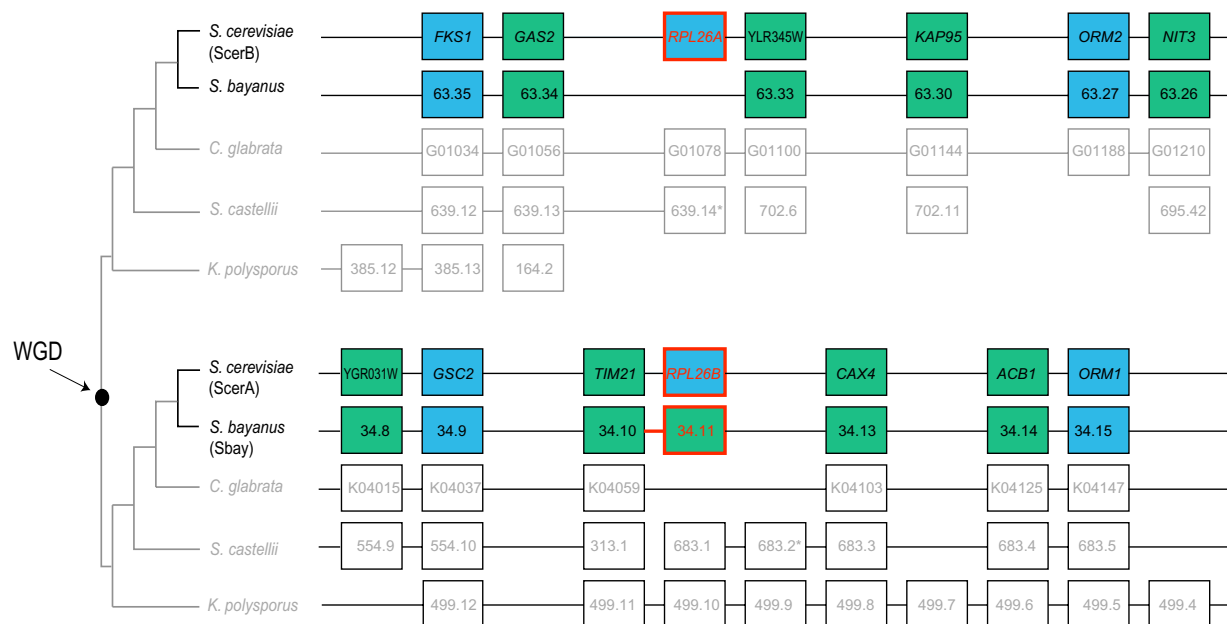 S. cerevisiae
(ScerB)
FKS1 GAS2 RPL26A YLR345W KAP95 ORM2 NIT3
S. bayanus
63.35 63.34 63.33 63.30 63.27 63.26
C. glabrata
G01034 G01056 G01078 G01100 G01144 G01188 G01210
S. castellii
639.12 639.13 639.14* 702.6 702.11 695.42
K. polysporus
385.12 385.13 164.2
WGD
S. cerevisiae
(ScerA)
YGR031W GSC2 TIM21 RPL26B CAX4 ACB1 ORM1
S. bayanus
(Sbay)
34.8 34.9 34.10 34.11 34.13 34.14 34.15
C. glabrata
K04015 K04037 K04059 K04103 K04125 K04147
S. castellii
554.9 554.10 313.1 683.1 683.2* 683.3 683.4 683.5
K. polysporus
499.12 499.11 499.10 499.9 499.8 499.7 499.6 499.5 499.4